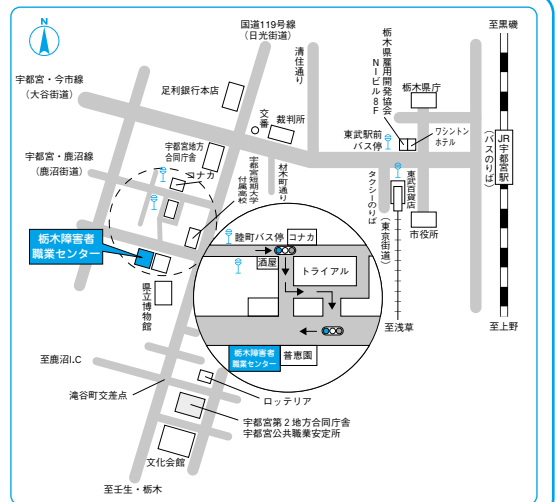 N
国道119号線
(日光街道)
清住通り
至黒磯
宇都宮・今市線
(大谷街道)
足利銀行本店
交番
裁判所
栃木県雇用開発協会
NIビル8F
栃木県庁
東武駅前
バス停
ワシントン
ホテル
JR宇都宮駅
(バスのりば)
宇都宮・鹿沼線
(鹿沼街道)
宇都宮地方
合同庁舎
コナカ
宇都宮短期大学
付属高校
材木町通り
タクシーのりば
東武百貨店
(東京街道)
市役所
栃木障害者
職業センター
睦町バス停
コナカ
酒屋
トライアル
県立博物館
栃木障害者
職業センター
普恵園
至浅草
至上野
至鹿沼I.C
滝谷町交差点
ロッテリア
宇都宮第2地方合同庁舎
宇都宮公共職業安定所
文化会館
至壬生・栃木